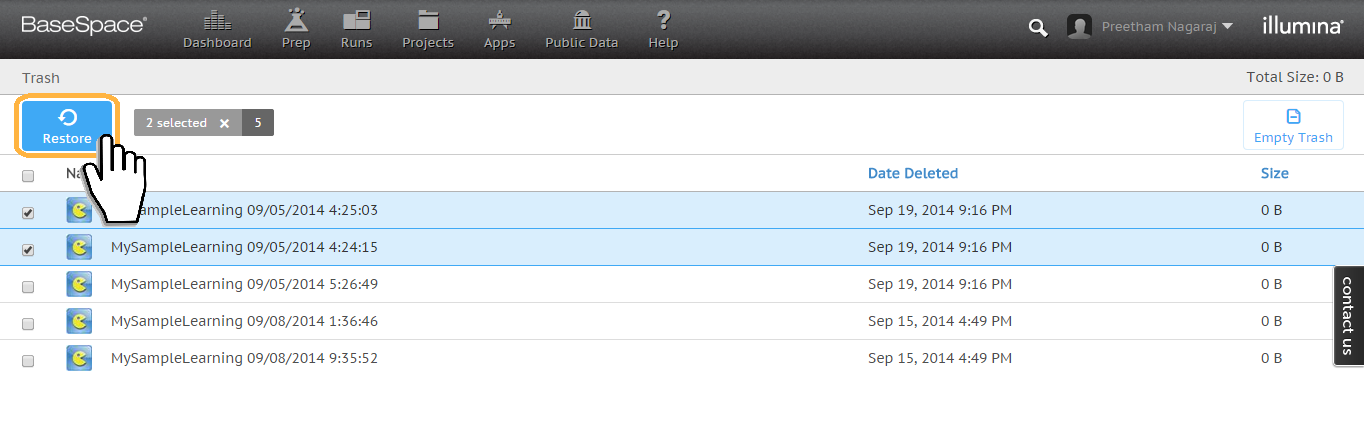 BaseSpace®
Dashboard
Prep
Runs
Projects
Apps
Public Data
Help
Preetham Nagaraj
illumina®
Trash
Total Size: 0 B
Restore
2 selected × 5
Empty Trash
Date Deleted
Size
ampleLearning 09/05/2014 4:25:03 Sep 19, 2014 9:16 PM 0 B
MySampleLearning 09/05/2014 4:24:15 Sep 19, 2014 9:16 PM 0 B
MySampleLearning 09/05/2014 5:26:49 Sep 19, 2014 9:16 PM 0 B
MySampleLearning 09/08/2014 1:36:46 Sep 15, 2014 4:49 PM 0 B
MySampleLearning 09/08/2014 9:35:52 Sep 15, 2014 4:49 PM 0 B
contact us